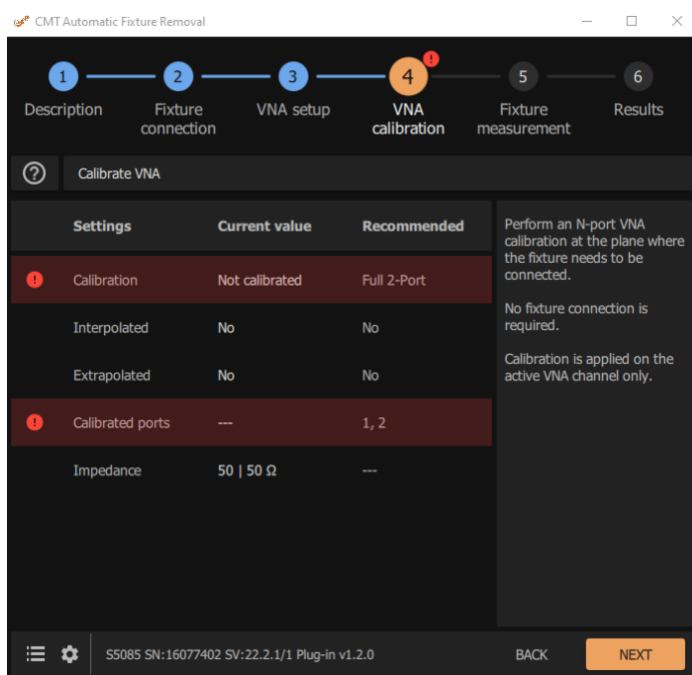 CMT Automatic Fixture Removal
1
2
3
4
5
6
Description
Fixture
connection
VNA setup
VNA
calibration
Fixture
measurement
Results
Calibrate VNA
Settings Current value Recommended
Calibration Not calibrated Full 2-Port
Interpolated No No
Extrapolated No No
Calibrated ports --- 1, 2
Impedance 50 | 50 Ω ---
Perform an N-port VNA
calibration at the plane where
the fixture needs to be
connected.
No fixture connection is
required.
Calibration is applied on the
active VNA channel only.
S5085 SN:16077402 SV:22.2.1/1 Plug-in v1.2.0
BACK
NEXT